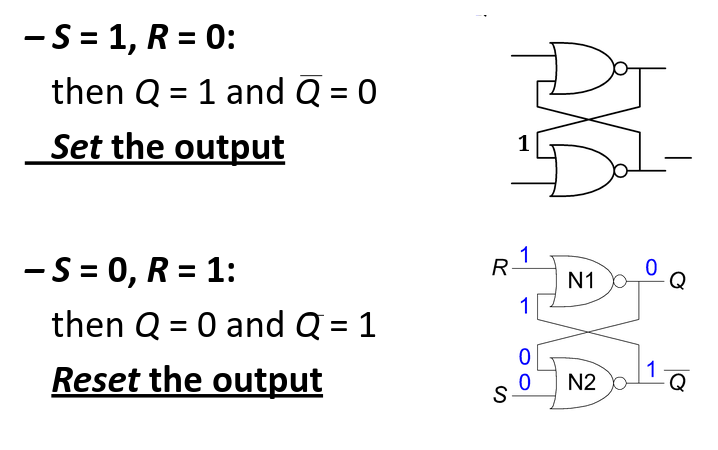 – S = 1, R = 0:
then Q = 1 and Q̅ = 0
Set the output
1
– S = 0, R = 1:
then Q = 0 and Q̅ = 1
Reset the output
R 1 N1 0 Q
1
0
S 0 N2 1 Q̅